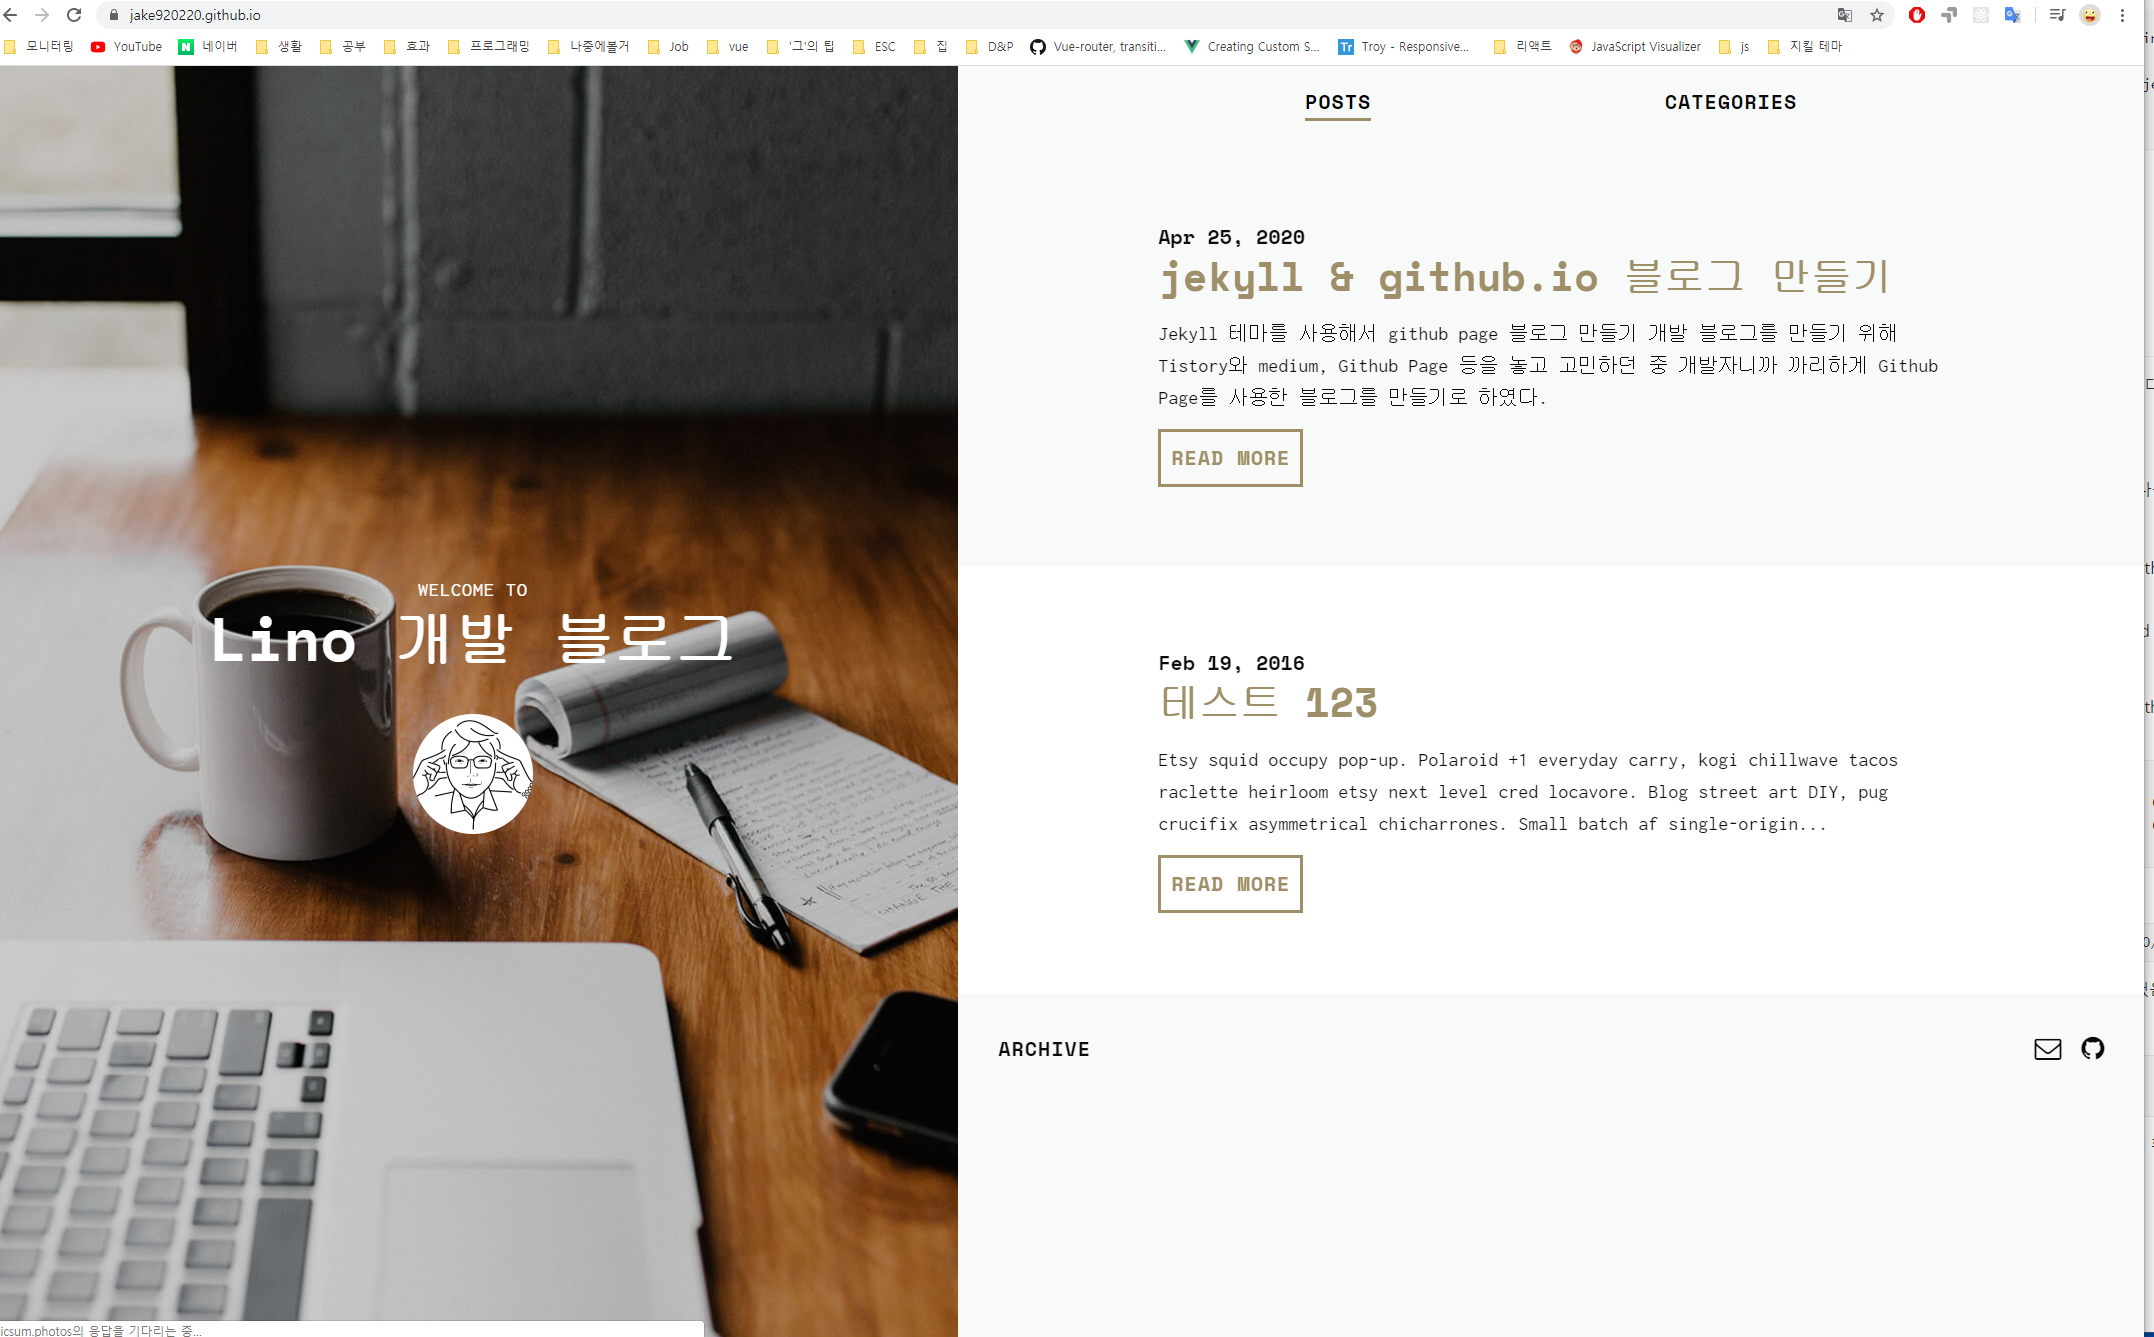 jake920220.github.io
모니터링 YouTube 네이버 생활 공부 효과 프로그래밍 나중에볼거 Job vue '그'의 팁 ESC 집 D&P Vue-router, transiti... Creating Custom S... Troy - Responsive... 리액트 JavaScript Visualizer js 지킬 테마
POSTS CATEGORIES
Apr 25, 2020
jekyll & github.io 블로그 만들기
Jekyll 테마를 사용해서 github page 블로그 만들기 개발 블로그를 만들기 위해
Tistory와 medium, Github Page 등을 놓고 고민하던 중 개발자니까 까리하게 Github
Page를 사용한 블로그를 만들기로 하였다.
READ MORE
WELCOME TO
Lino 개발 블로그
Feb 19, 2016
테스트 123
Etsy squid occupy pop-up. Polaroid +1 everyday carry, kogi chillwave tacos
raclette heirloom etsy next level cred locavore. Blog street art DIY, pug
crucifix asymmetrical chicharrones. Small batch af single-origin...
READ MORE
ARCHIVE
icsum.photos의 응답을 기다리는 중...